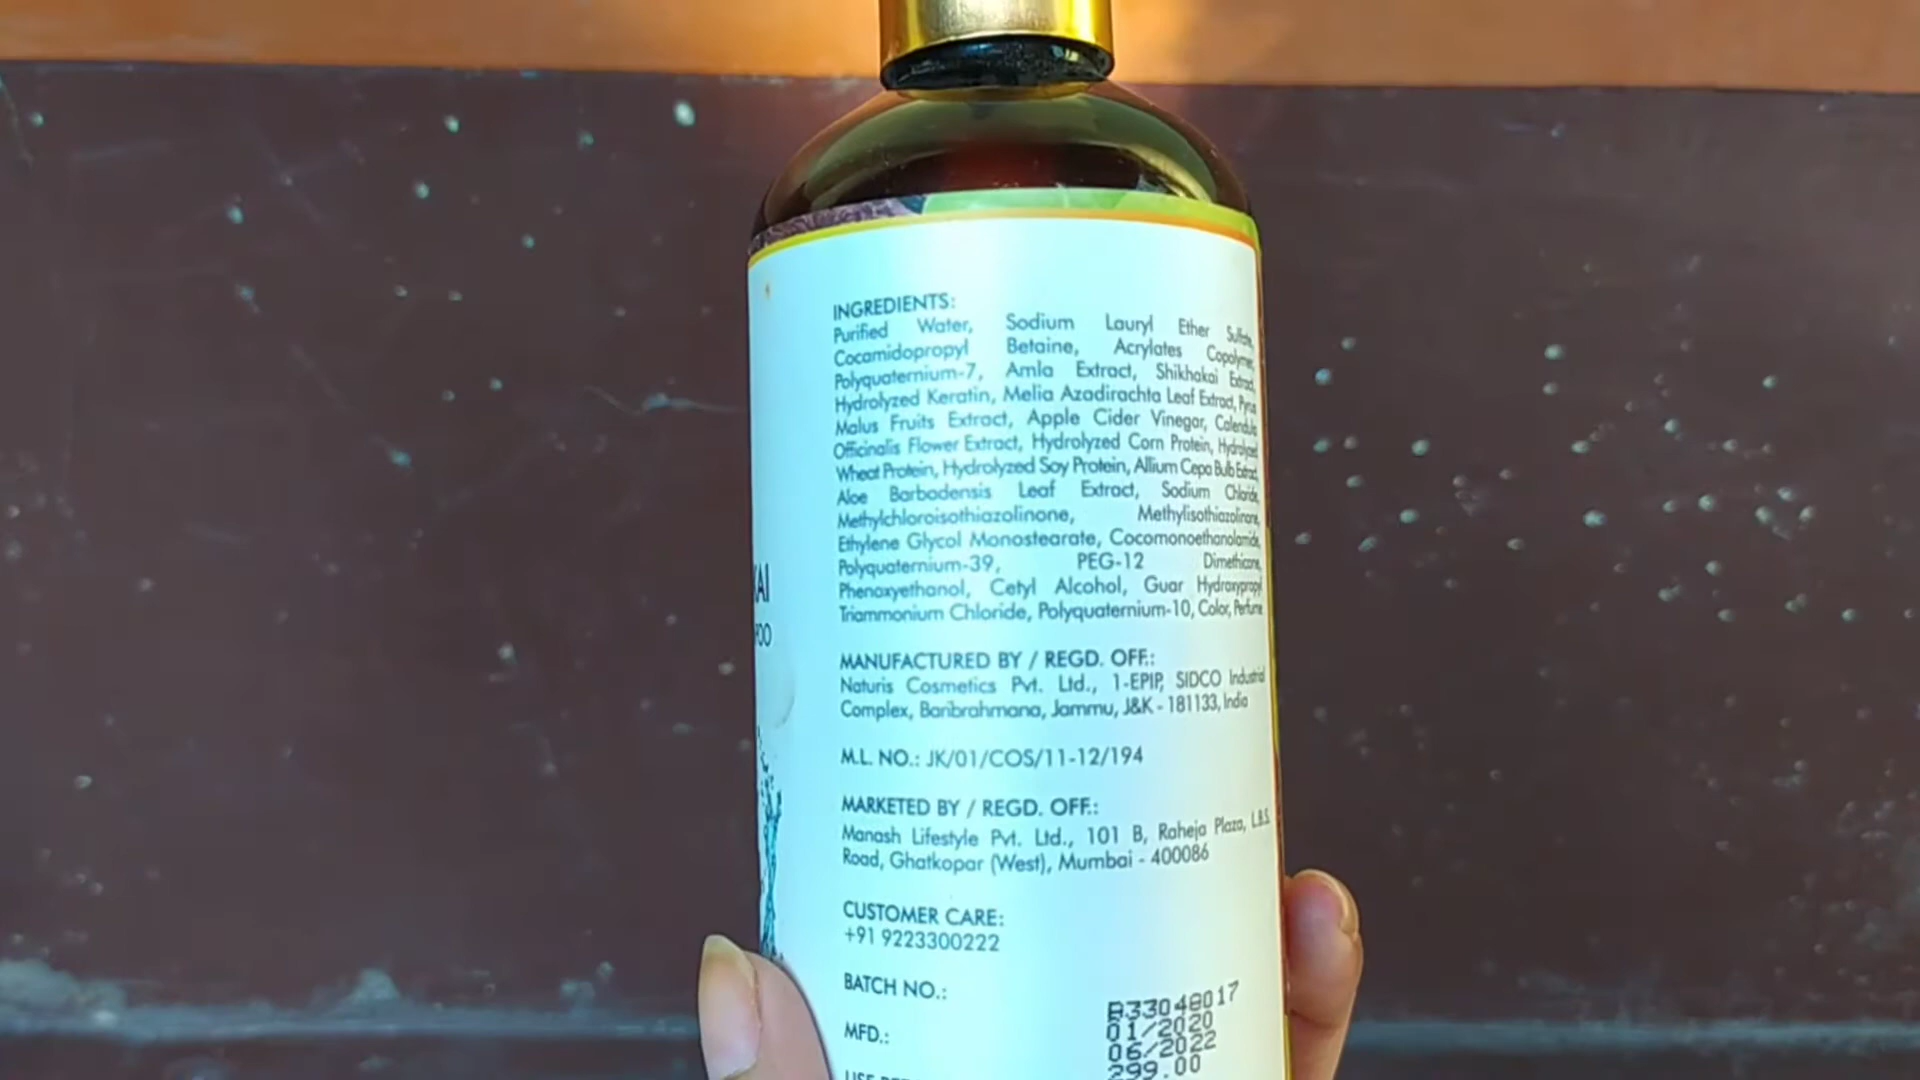 INGREDIENTS:
Purified Water, Sodium Lauryl Ether Sulfate,
Cocamidopropyl Betaine, Acrylates Copolymer,
Polyquaternium-7, Amla Extract, Shikhakai Extract,
Hydrolyzed Keratin, Melia Azadirachta Leaf Extract, Pyrus
Malus Fruits Extract, Apple Cider Vinegar, Calendula
Officinalis Flower Extract, Hydrolyzed Corn Protein, Hydrolyzed
Wheat Protein, Hydrolyzed Soy Protein, Allium Cepa Bulb Extract,
Aloe Barbadensis Leaf Extract, Sodium Chloride,
Methylchloroisothiazolinone, Methylisothiazolinone,
Ethylene Glycol Monostearate, Cocomonoethanolamide,
Polyquaternium-39, PEG-12 Dimethicone,
Phenoxyethanol, Cetyl Alcohol, Guar Hydroxypropyl
Triammonium Chloride, Polyquaternium-10, Color, Perfume
KAI
POO
MANUFACTURED BY / REGD. OFF.:
Naturis Cosmetics Pvt. Ltd., 1-EPIP, SIDCO Industrial
Complex, Baribrahmana, Jammu, J&K - 181133, India
M.L. NO.: JK/01/COS/11-12/194
MARKETED BY / REGD. OFF.:
Manash Lifestyle Pvt. Ltd., 101 B, Raheja Plaza, L.B.S.
Road, Ghatkopar (West), Mumbai - 400086
CUSTOMER CARE:
+91 9223300222
BATCH NO.: B33048017
MFD.: 01/2020
06/2022
299.00